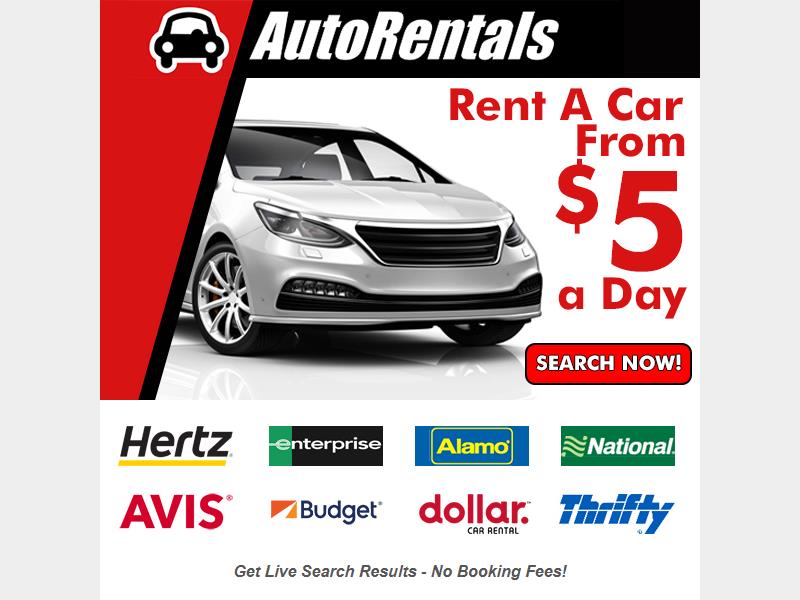 AutoRentals
Rent A Car
From
$5
a Day
SEARCH NOW!
Hertz.
enterprise
Alamo®
National.
AVIS®
Budget®
dollar.™
CAR RENTAL
Thrifty
Get Live Search Results - No Booking Fees!